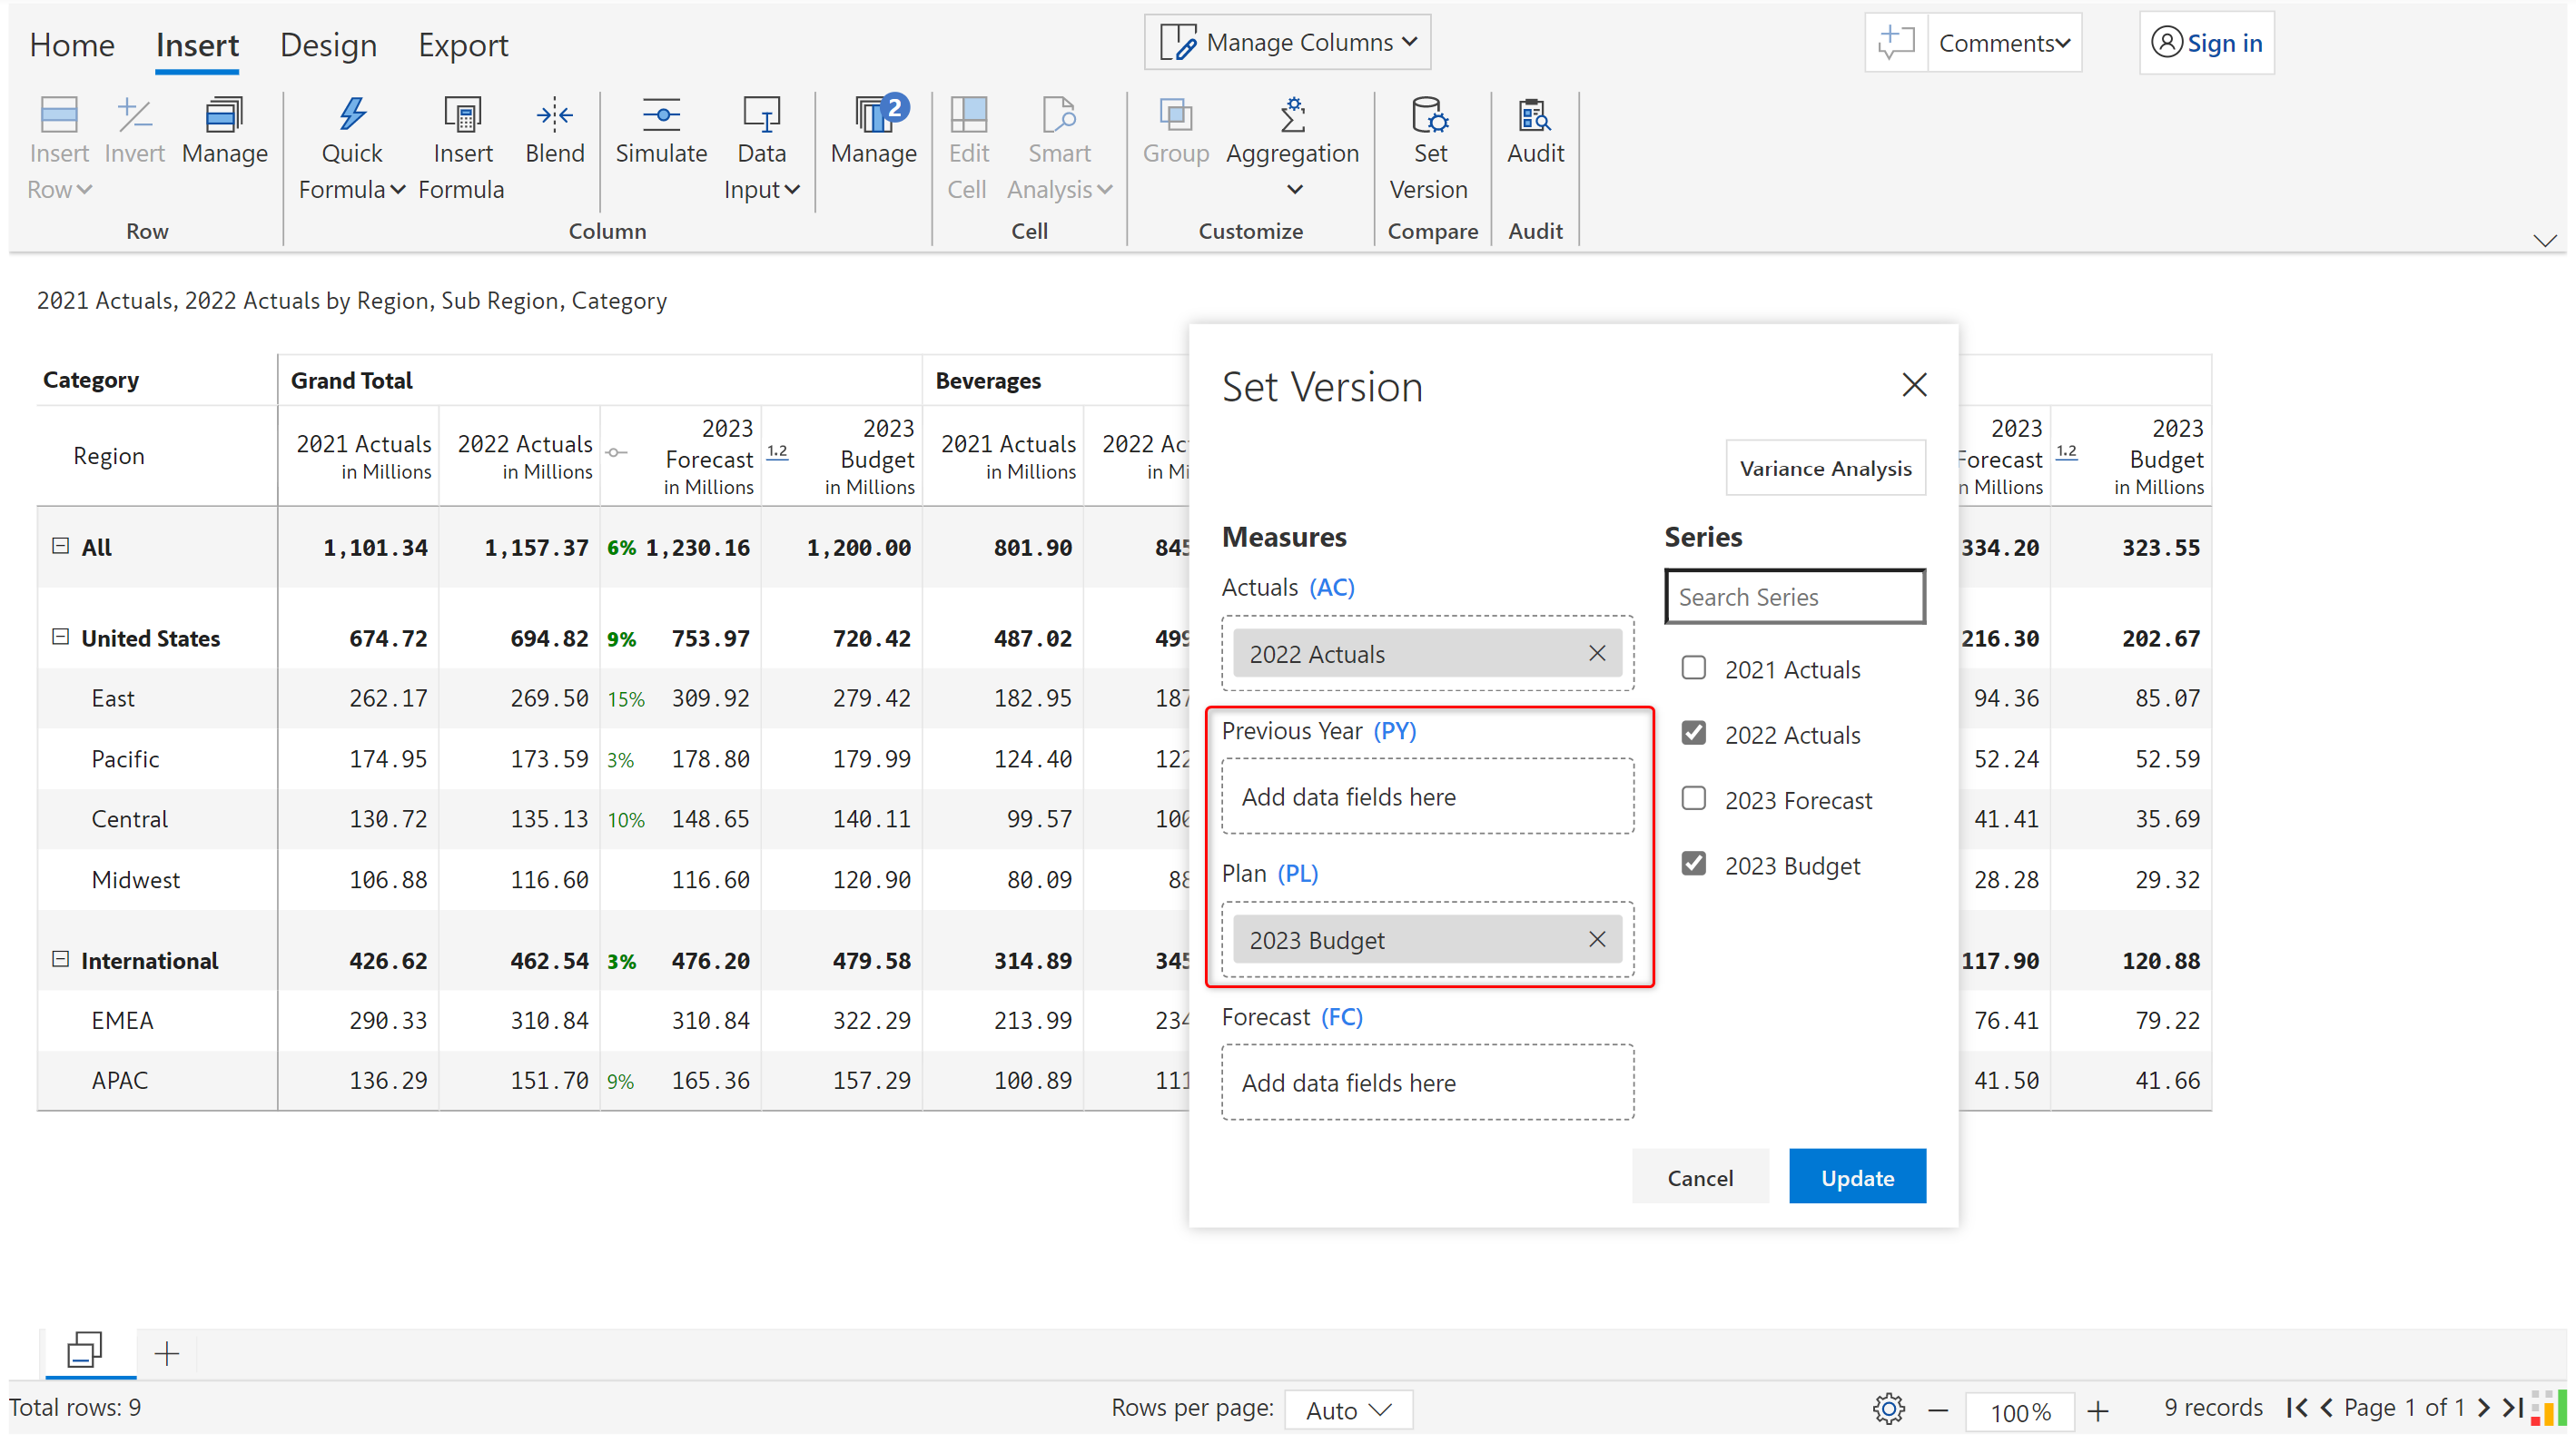 Home Insert Design Export Manage Columns Comments Sign in
2
Insert Invert Manage Quick Insert Blend Simulate Data Manage Edit Smart Group Aggregation Set Audit
Row Formula Formula Input Cell Analysis Version
Row Column Cell Customize Compare Audit
2021 Actuals, 2022 Actuals by Region, Sub Region, Category
Category Grand Total Beverages
Region
2021 Actuals
in Millions
2022 Actuals
in Millions
2023
Forecast
in Millions
1.2
2023
Budget
in Millions
2021 Actuals
in Millions
2022 Ac
in Mi
2023
Forecast
n Millions
1.2
2023
Budget
in Millions
All 1,101.34 1,157.37 6% 1,230.16 1,200.00 801.90 845 334.20 323.55
United States 674.72 694.82 9% 753.97 720.42 487.02 499 216.30 202.67
East 262.17 269.50 15% 309.92 279.42 182.95 187 94.36 85.07
Pacific 174.95 173.59 3% 178.80 179.99 124.40 122 52.24 52.59
Central 130.72 135.13 10% 148.65 140.11 99.57 100 41.41 35.69
Midwest 106.88 116.60 116.60 120.90 80.09 88 28.28 29.32
International 426.62 462.54 3% 476.20 479.58 314.89 345 117.90 120.88
EMEA 290.33 310.84 310.84 322.29 213.99 234 76.41 79.22
APAC 136.29 151.70 9% 165.36 157.29 100.89 111 41.50 41.66
Set Version
Variance Analysis
Measures
Actuals (AC)
2022 Actuals
Previous Year (PY)
Add data fields here
Plan (PL)
2023 Budget
Forecast (FC)
Add data fields here
Series
Search Series
2021 Actuals
2022 Actuals
2023 Forecast
2023 Budget
Cancel Update
Total rows: 9 Rows per page: Auto 100% 9 records Page 1 of 1